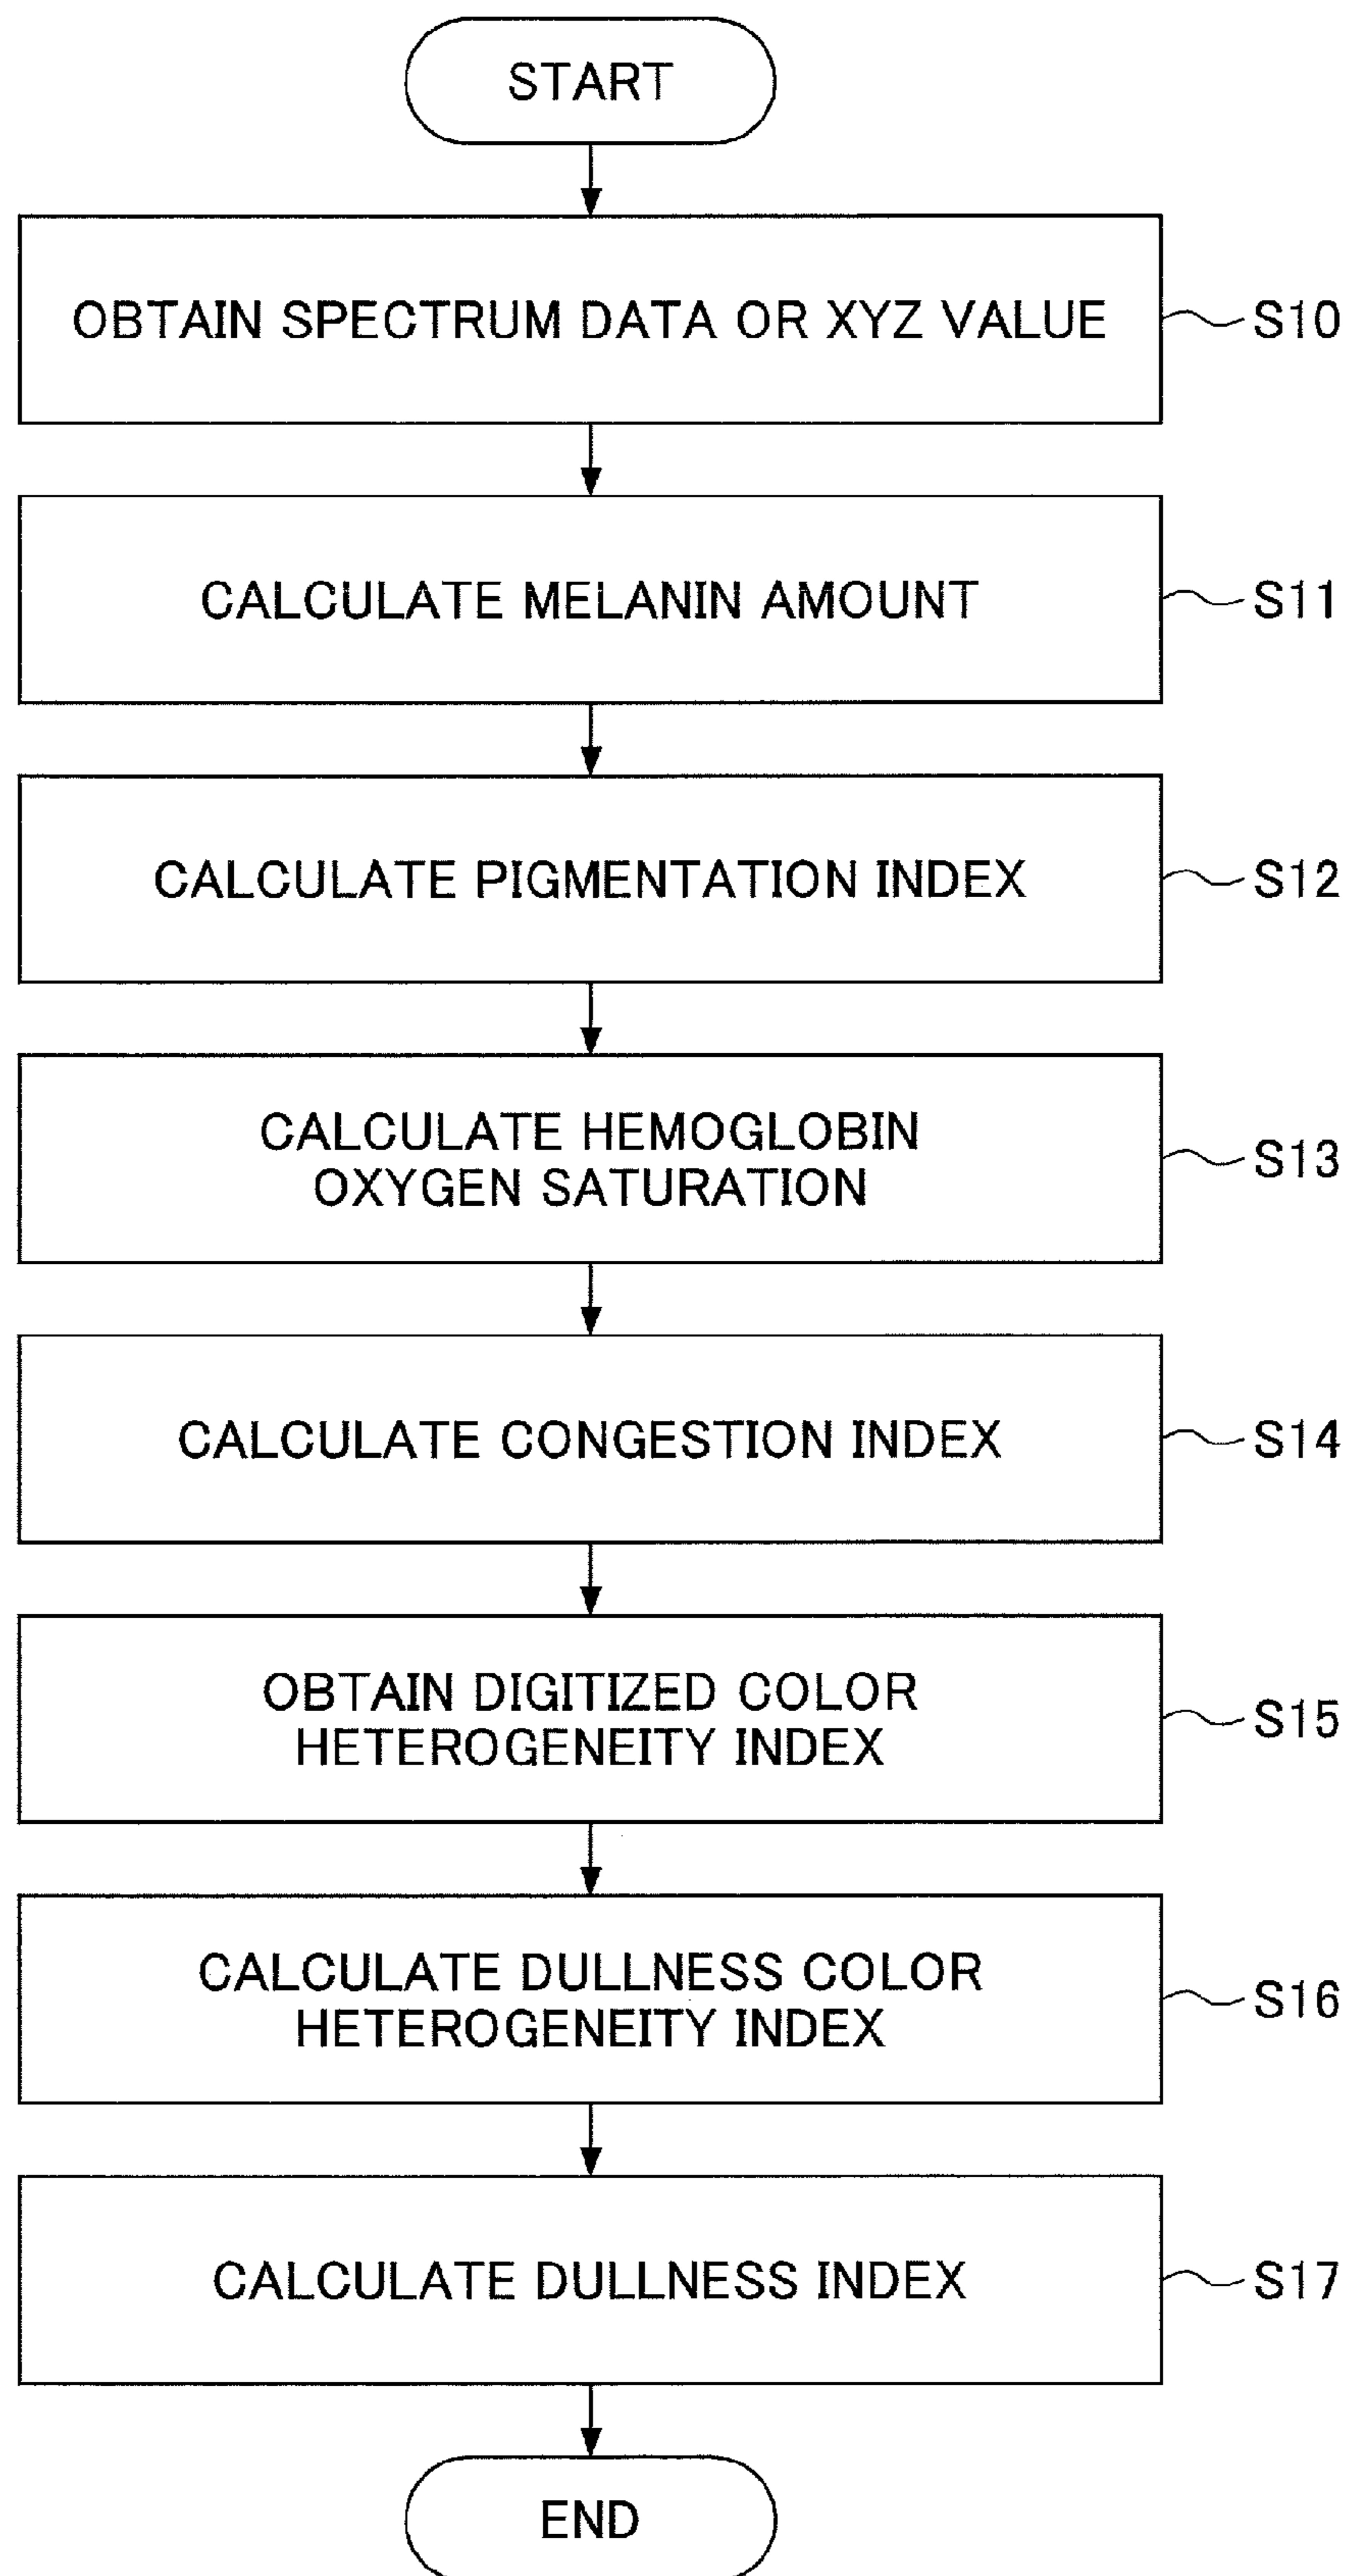 START
OBTAIN SPECTRUM DATA OR XYZ VALUE
S10
CALCULATE MELANIN AMOUNT
S11
CALCULATE PIGMENTATION INDEX
S12
CALCULATE HEMOGLOBIN
OXYGEN SATURATION
S13
CALCULATE CONGESTION INDEX
S14
OBTAIN DIGITIZED COLOR
HETEROGENEITY INDEX
S15
CALCULATE DULLNESS COLOR
HETEROGENEITY INDEX
S16
CALCULATE DULLNESS INDEX
S17
END